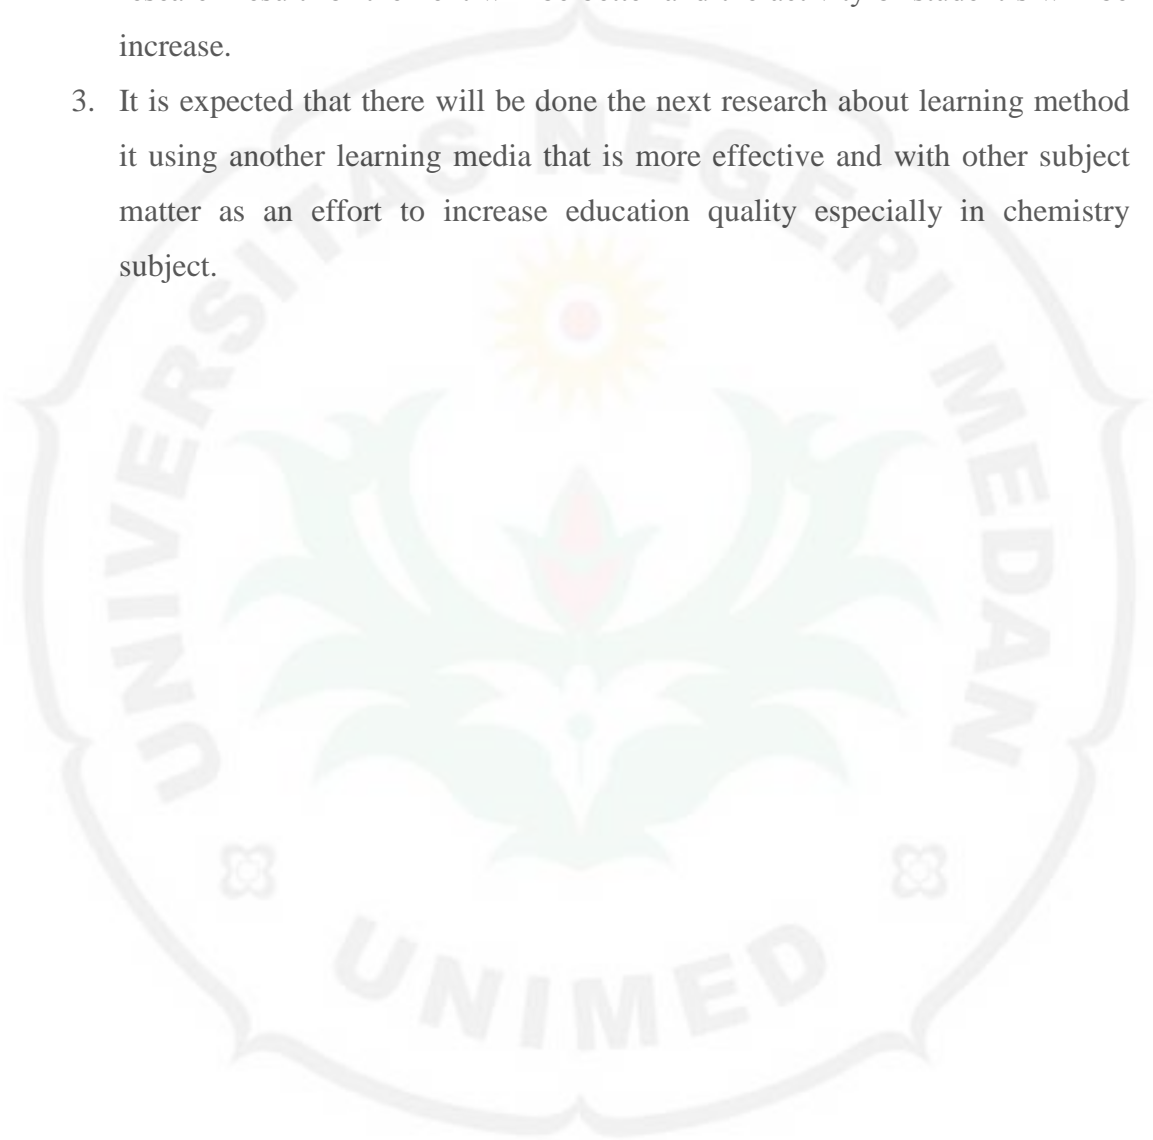 increase.
3. It is expected that there will be done the next research about learning method
it using another learning media that is more effective and with other subject
matter as an effort to increase education quality especially in chemistry
subject.
UNIVERSITAS NEGERI MEDAN
UNIMED